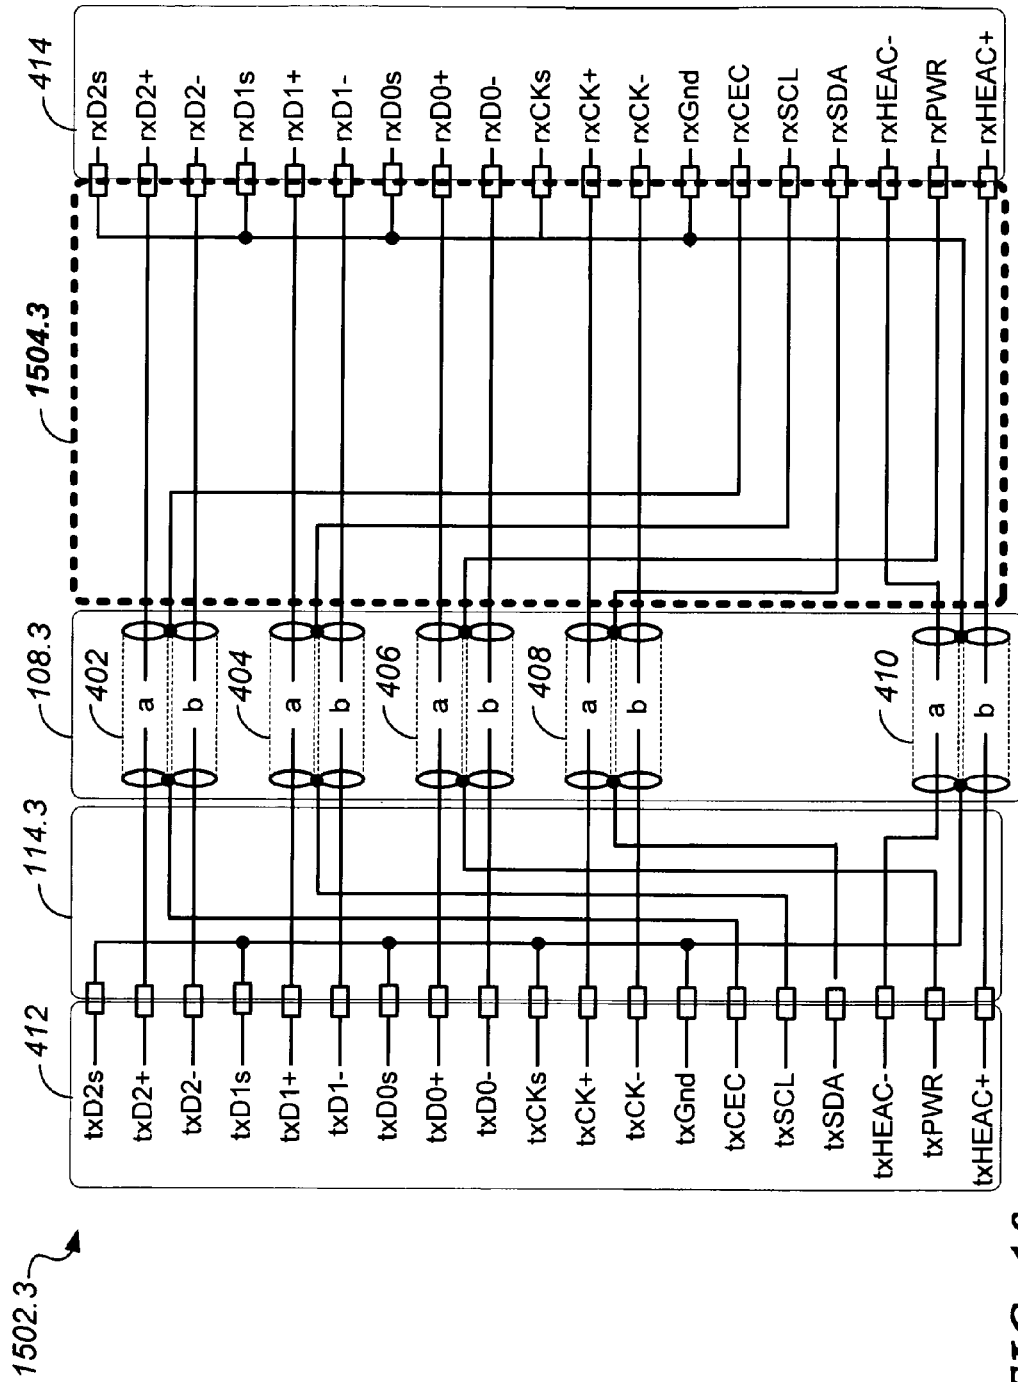 1502.3
412
114.3
108.3
1504.3
414
txD2s
txD2+
txD2-
txD1s
txD1+
txD1-
txD0s
txD0+
txD0-
txCKs
txCK+
txCK-
txGnd
txCEC
txSCL
txSDA
txHEAC-
txPWR
txHEAC+
402
a
b
404
a
b
406
a
b
408
a
b
410
a
b
rxD2s
rxD2+
rxD2-
rxD1s
rxD1+
rxD1-
rxD0s
rxD0+
rxD0-
rxCKs
rxCK+
rxCK-
rxGnd
rxCEC
rxSCL
rxSDA
rxHEAC-
rxPWR
rxHEAC+